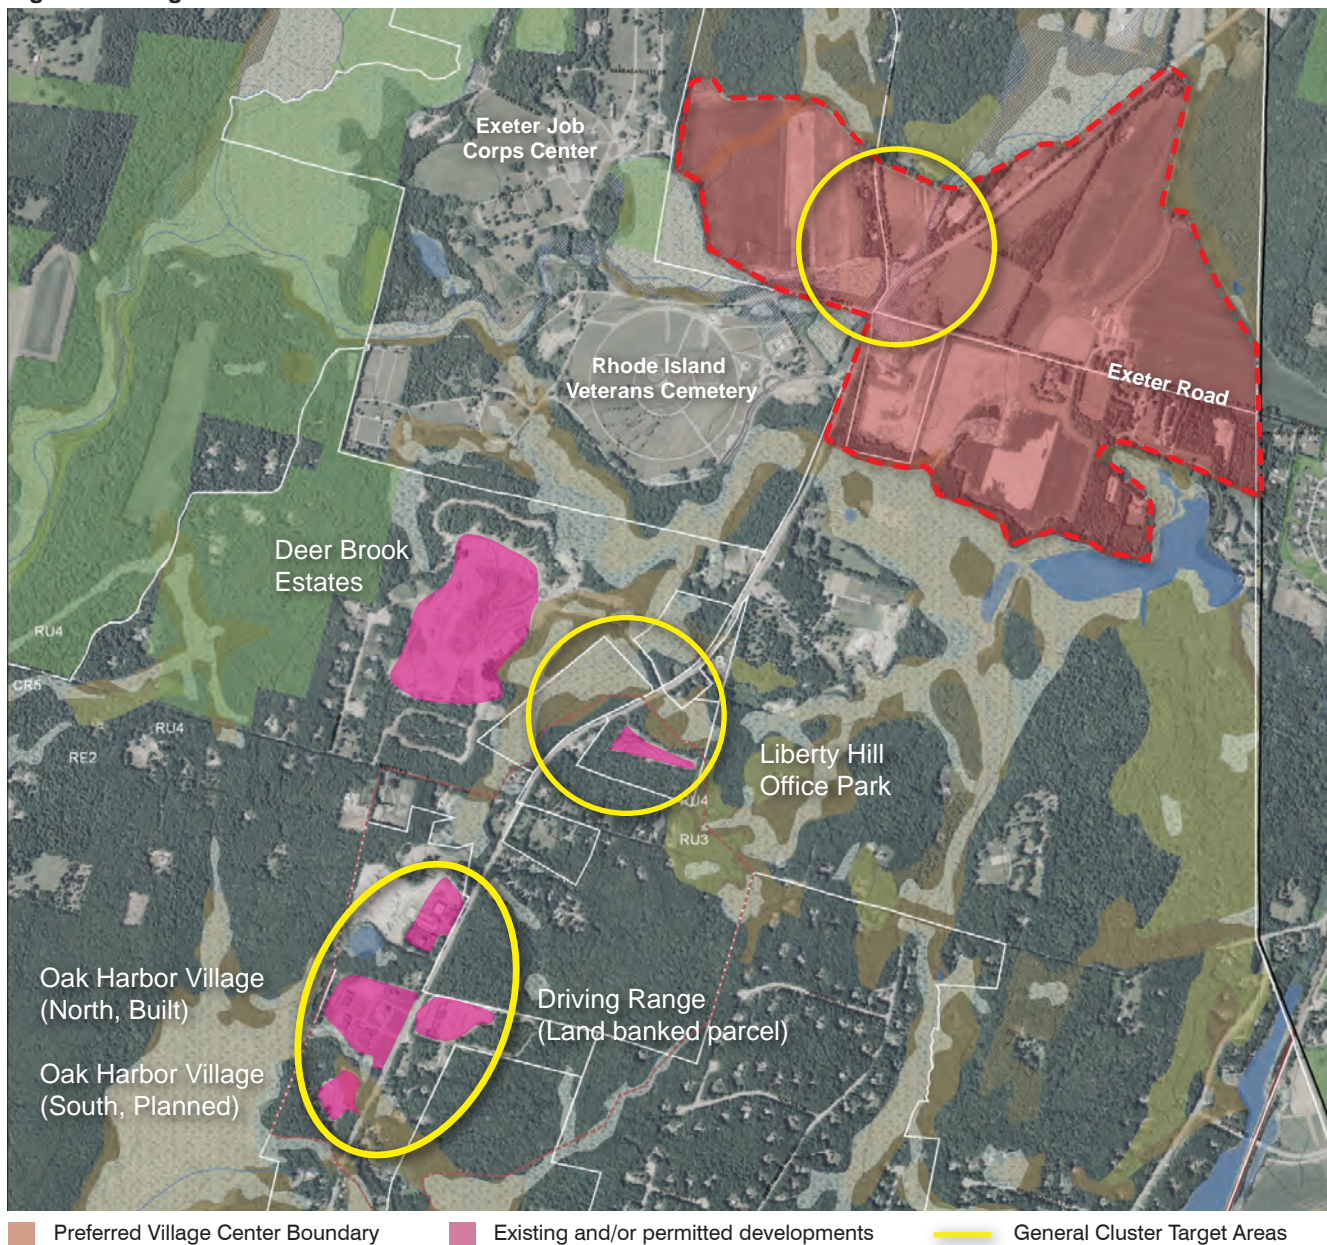 Exeter Job
Corps Center
Rhode Island
Veterans Cemetery
Exeter Road
Deer Brook
Estates
RU4
CR5
RU4
RE2
B
Liberty Hill
Office Park
RU4
RU3
Oak Harbor Village
(North, Built)
Driving Range
(Land banked parcel)
Oak Harbor Village
(South, Planned)
Preferred Village Center Boundary
Existing and/or permitted developments
General Cluster Target Areas